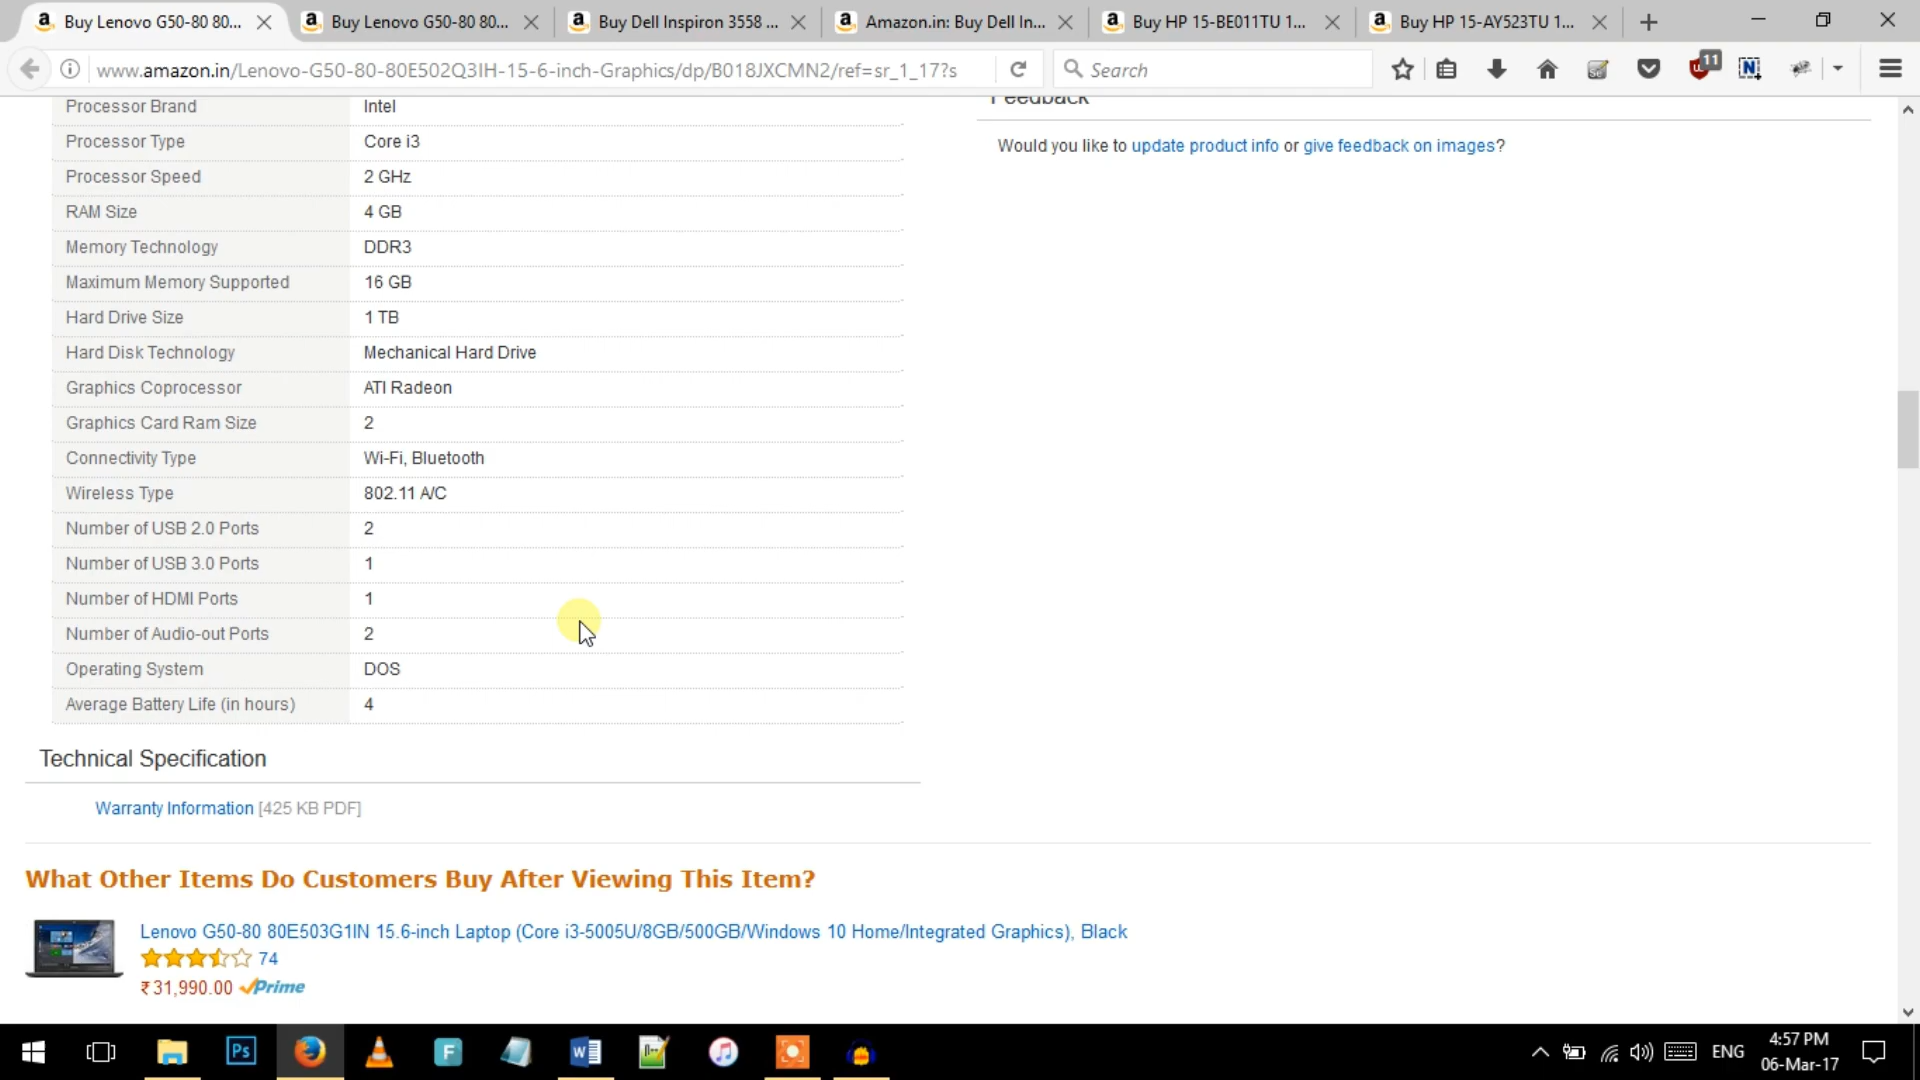 Buy Lenovo G50-80 80...
Buy Lenovo G50-80 80...
Buy Dell Inspiron 3558 ...
Amazon.in: Buy Dell In...
Buy HP 15-BE011TU 1...
Buy HP 15-AY523TU 1...
www.amazon.in/Lenovo-G50-80-80E502Q3IH-15-6-inch-Graphics/dp/B018JXCMN2/ref=sr_1_17?s
Search
11
Processor Brand Intel
Processor Type Core i3
Processor Speed 2 GHz
RAM Size 4 GB
Memory Technology DDR3
Maximum Memory Supported 16 GB
Hard Drive Size 1 TB
Hard Disk Technology Mechanical Hard Drive
Graphics Coprocessor ATI Radeon
Graphics Card Ram Size 2
Connectivity Type Wi-Fi, Bluetooth
Wireless Type 802.11 A/C
Number of USB 2.0 Ports 2
Number of USB 3.0 Ports 1
Number of HDMI Ports 1
Number of Audio-out Ports 2
Operating System DOS
Average Battery Life (in hours) 4
Feedback
Would you like to update product info or give feedback on images?
Technical Specification
Warranty Information [425 KB PDF]
What Other Items Do Customers Buy After Viewing This Item?
Lenovo G50-80 80E503G1IN 15.6-inch Laptop (Core i3-5005U/8GB/500GB/Windows 10 Home/Integrated Graphics), Black
74
₹31,990.00 Prime
Ps
F
ENG
4:57 PM
06-Mar-17